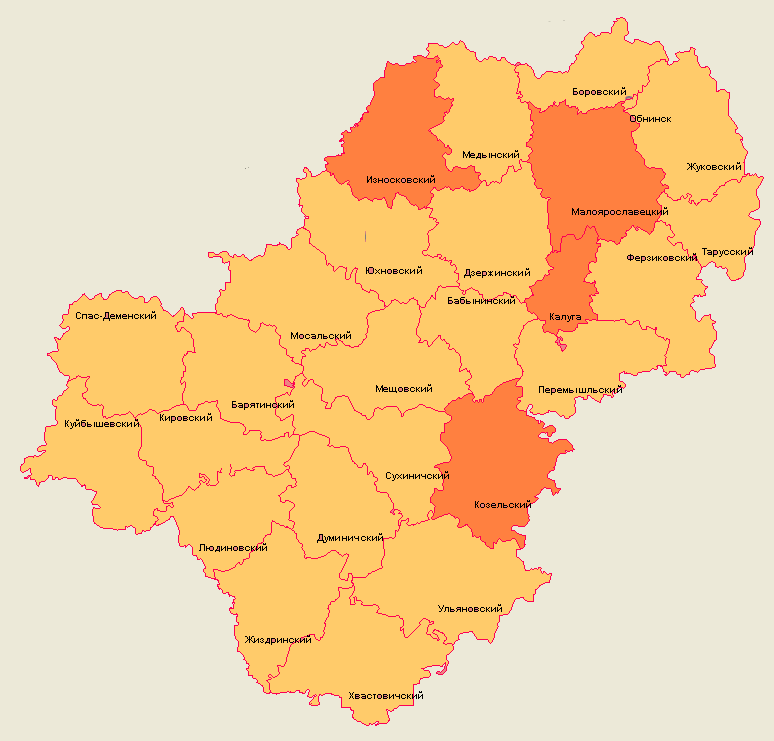 Боровский
Обнинск
Медынский
Жуковский
Износковский
Малоярославецкий
Тарусский
Ферзиковский
Юхновский
Дзержинский
Бабынинский
Спас-Деменский
Калуга
Мосальский
Мещовский
Перемышльский
Барятинский
Кировский
Куйбышевский
Сухиничский
Козельский
Думиничский
Людиновский
Ульяновский
Жиздринский
Хвастовичский